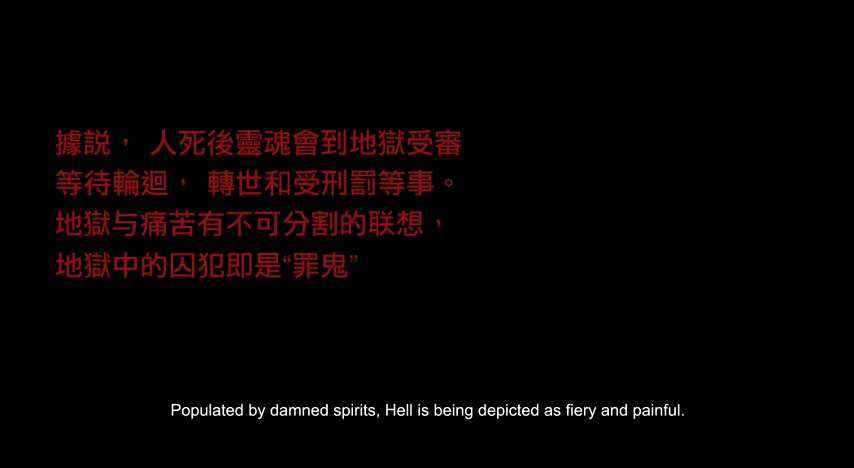 據説， 人死後靈魂會到地獄受審
等待輪迴， 轉世和受刑罰等事。
地獄与痛苦有不可分割的联想，
地獄中的囚犯即是“罪鬼”
Populated by damned spirits, Hell is being depicted as fiery and painful.